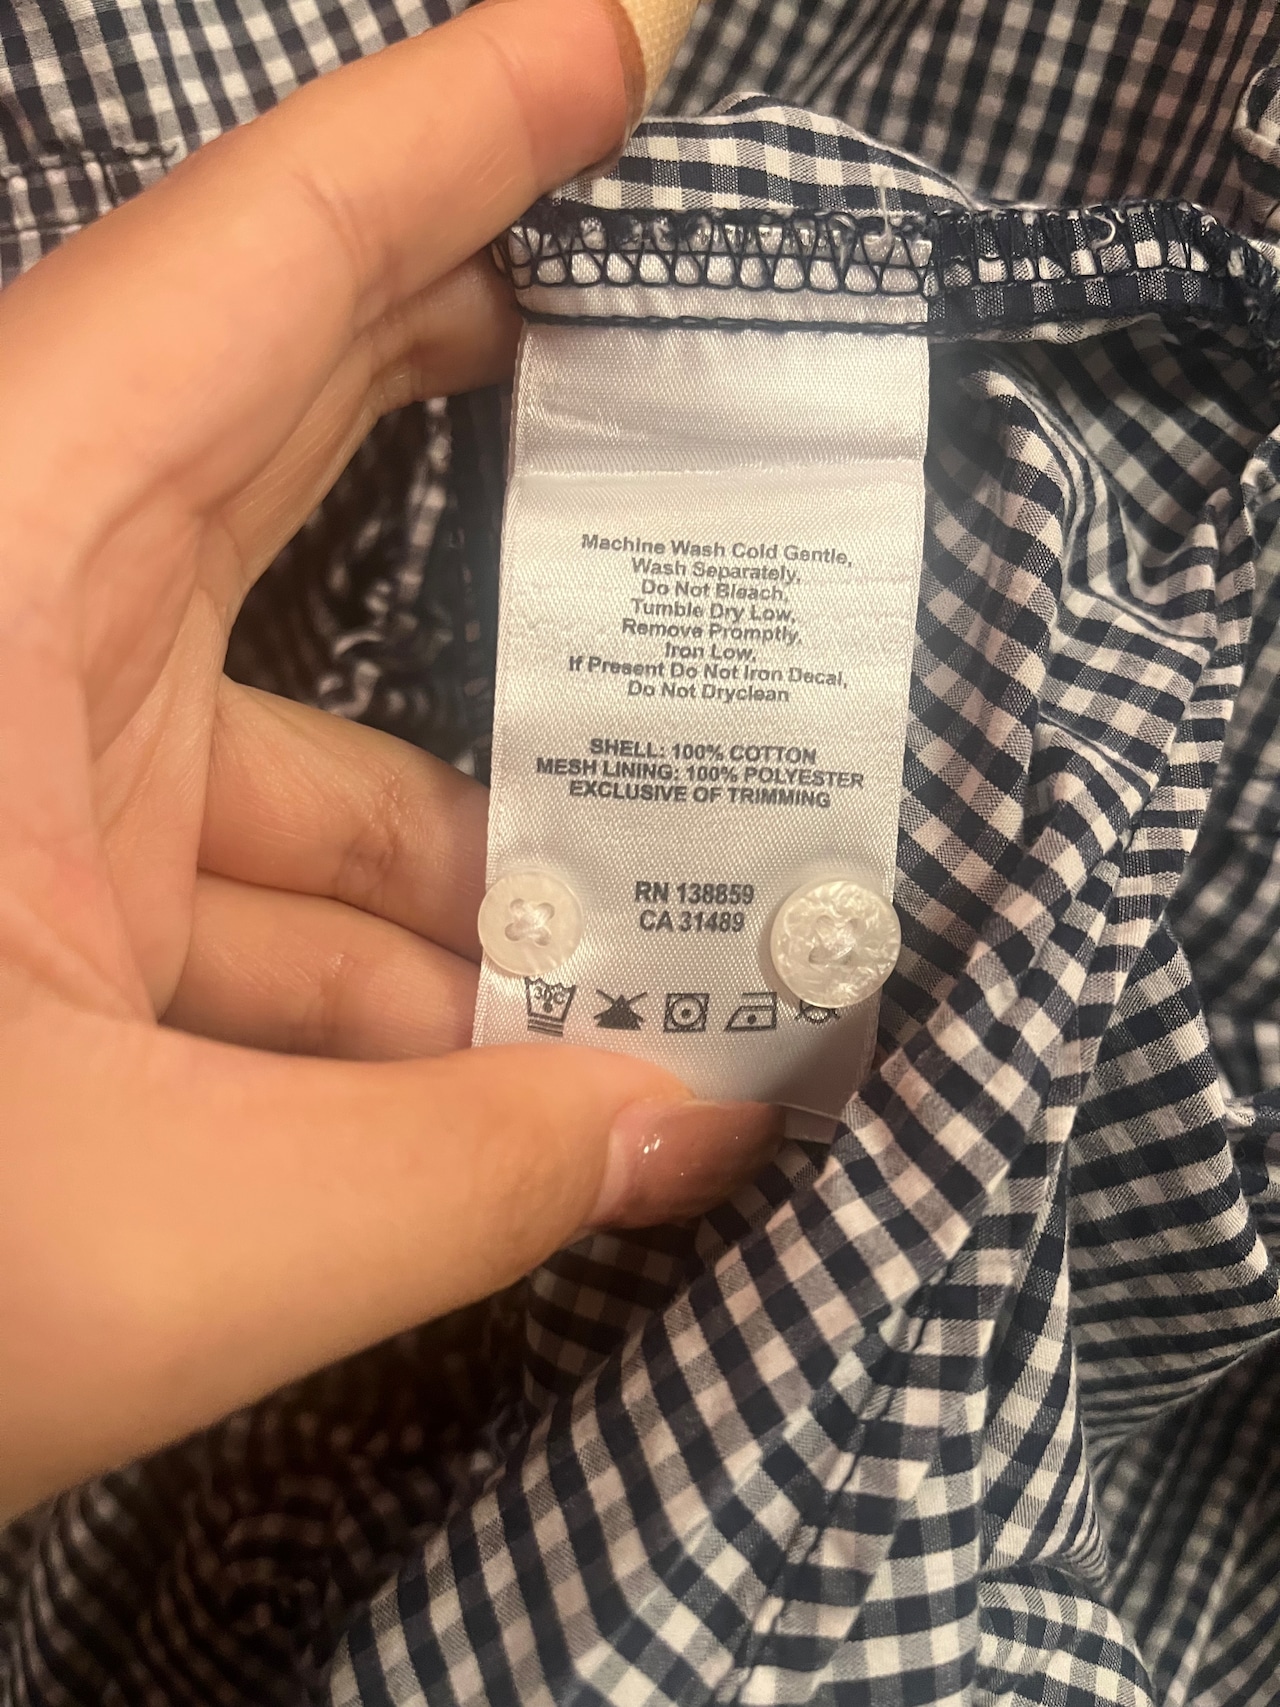 Machine Wash Cold Gentle,
Wash Separately,
Do Not Bleach,
Tumble Dry Low,
Remove Promptly,
Iron Low,
If Present Do Not Iron Decal,
Do Not Dryclean
SHELL: 100% COTTON
MESH LINING: 100% POLYESTER
EXCLUSIVE OF TRIMMING
RN 138859
CA 31489
30°C